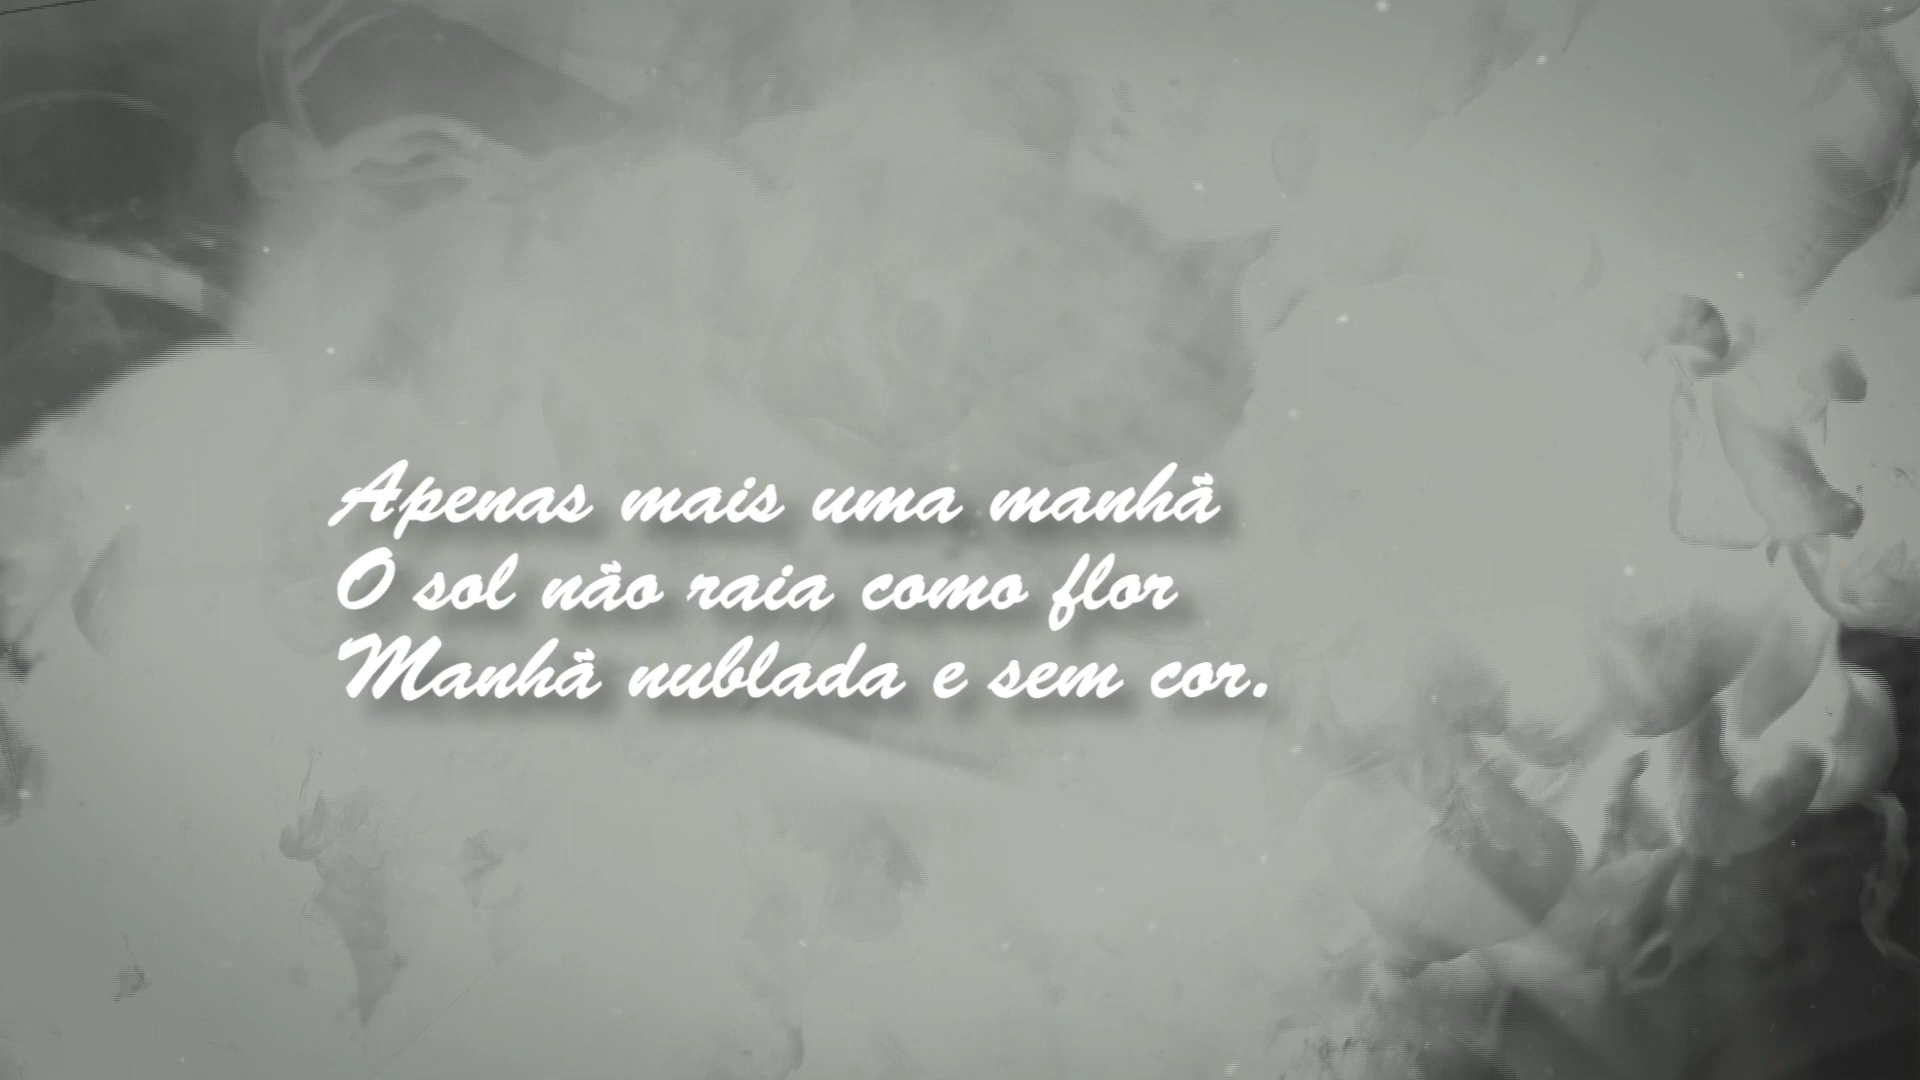 Apenas mais uma manhã
O sol não raia como flor
Manhã nublada e sem cor.